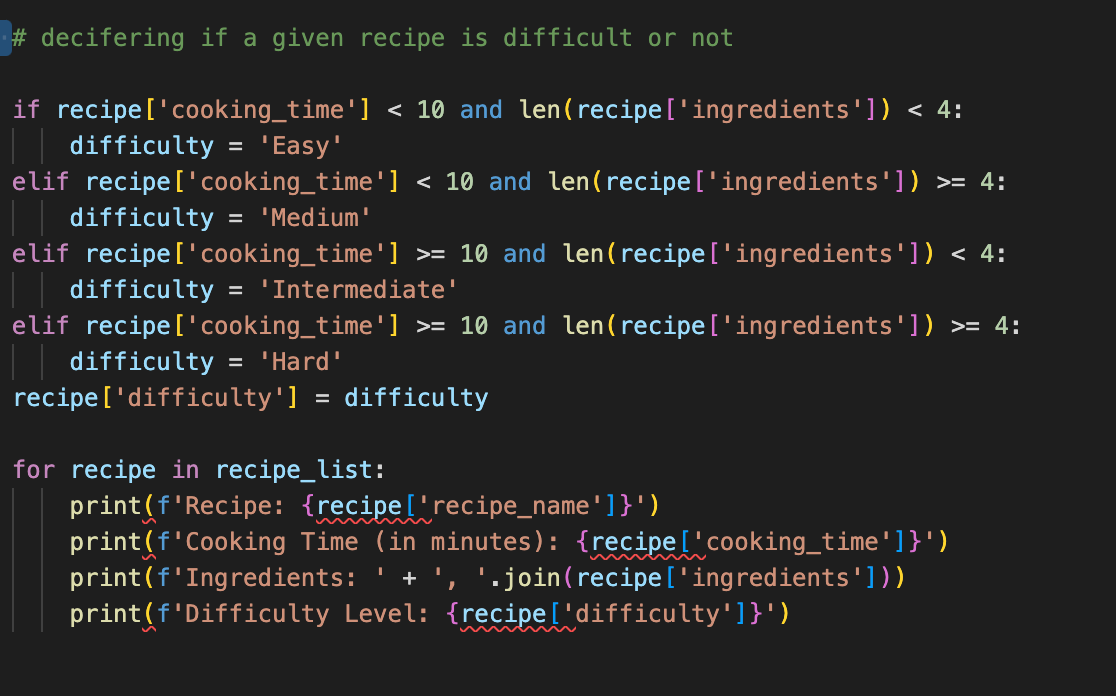 # decifering if a given recipe is difficult or not
if recipe['cooking_time'] < 10 and len(recipe['ingredients']) < 4:
difficulty = 'Easy'
elif recipe['cooking_time'] < 10 and len(recipe['ingredients']) >= 4:
difficulty = 'Medium'
elif recipe['cooking_time'] >= 10 and len(recipe['ingredients']) < 4:
difficulty = 'Intermediate'
elif recipe['cooking_time'] >= 10 and len(recipe['ingredients']) >= 4:
difficulty = 'Hard'
recipe['difficulty'] = difficulty
for recipe in recipe_list:
print(f'Recipe: {recipe['recipe_name']}')
print(f'Cooking Time (in minutes): {recipe['cooking_time']}')
print(f'Ingredients: ' + ', '.join(recipe['ingredients']))
print(f'Difficulty Level: {recipe['difficulty']}')